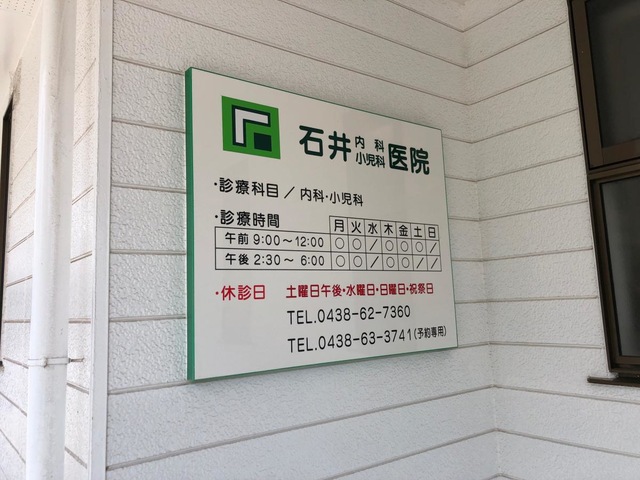 石井内科小児科医院
・診療科目／内科・小児科
・診療時間 月 火 水 木 金 土 日
午前 9:00～12:00 ○ ○ ／ ○ ○ ○ ／
午後 2:30～ 6:00 ○ ○ ／ ○ ○ ／ ／
・休診日 土曜日午後・水曜日・日曜日・祝祭日
TEL.0438-62-7360
TEL.0438-63-3741(予約専用)